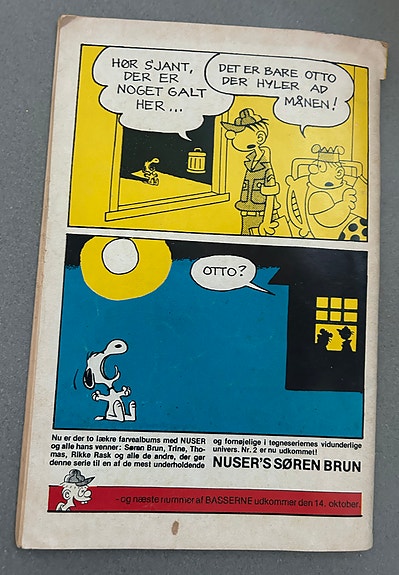 HØR S'JANT,
DER ER
NOGET GALT
HER...
DET ER BARE OTTO
DER HYLER AD
MÅNEN!
OTTO?
Nu er der to lækre farvealbums med NUSER
og alle hans venner: Søren Brun, Trine, Tho-
mas, Rikke Rask og alle de andre, der gør
denne serie til en af de mest underholdende
og fornøjelige i tegneseriernes vidunderlige
univers. Nr. 2 er nu udkommet!
NUSER'S SØREN BRUN
- og næste nummer af BASSERNE udkommer den 14. oktober.